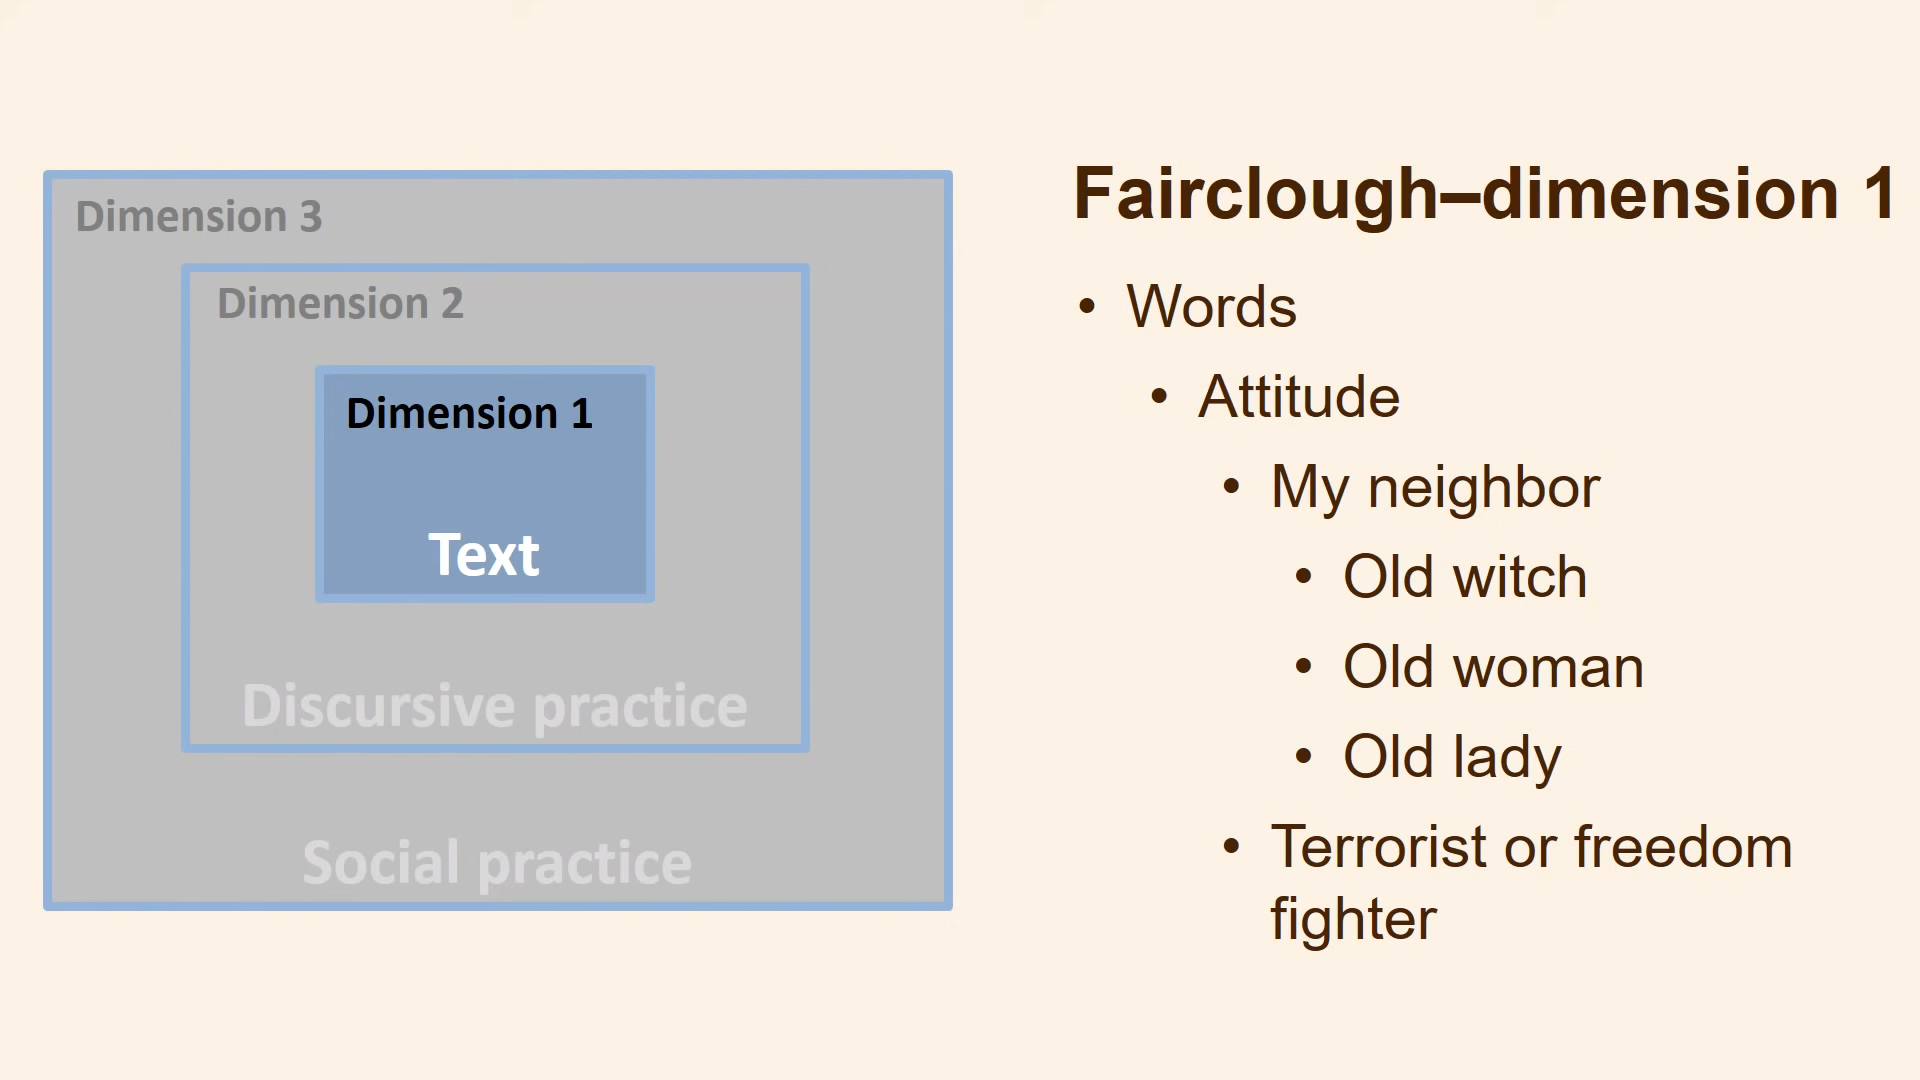 Dimension 3
Dimension 2
Dimension 1
Text
Discursive practice
Social practice
Fairclough–dimension 1
• Words
• Attitude
• My neighbor
• Old witch
• Old woman
• Old lady
• Terrorist or freedom
fighter